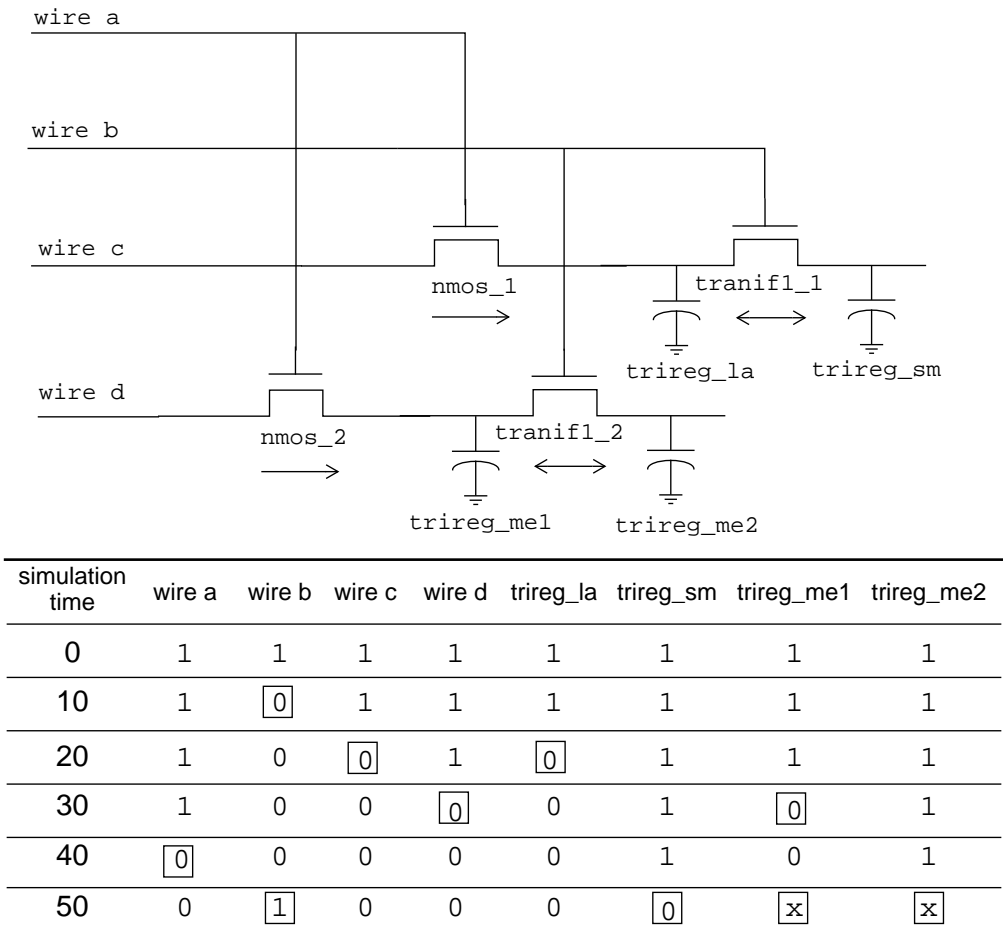 wire a
wire b
wire c
nmos_1
tranif1_1
trireg_la
trireg_sm
wire d
nmos_2
tranif1_2
trireg_me1
trireg_me2
simulation time wire a wire b wire c wire d trireg_la trireg_sm trireg_me1 trireg_me2
0 1 1 1 1 1 1 1 1
10 1 0 1 1 1 1 1 1
20 1 0 0 1 0 1 1 1
30 1 0 0 0 0 1 0 1
40 0 0 0 0 0 1 0 1
50 0 1 0 0 0 0 x x